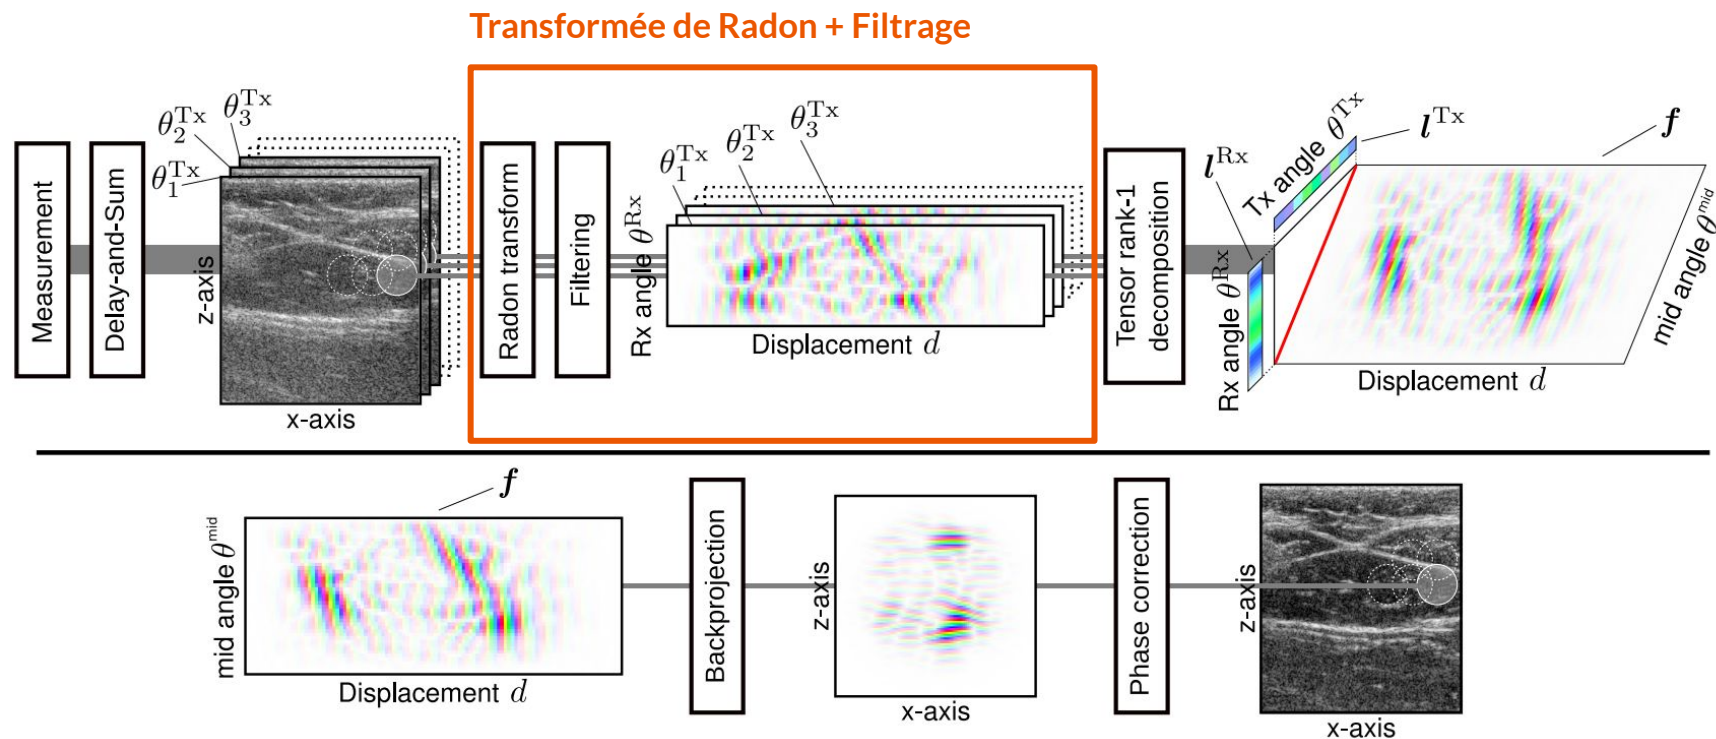 Transformée de Radon + Filtrage
Measurement
Delay-and-Sum
θ₁ᵀˣ
θ₂ᵀˣ
θ₃ᵀˣ
z-axis
x-axis
Radon transform
Filtering
Rx angle θᴿˣ
θ₁ᵀˣ
θ₂ᵀˣ
θ₃ᵀˣ
Displacement d
Tensor rank-1
decomposition
lᴿˣ
Rx angle θᴿˣ
Tx angle θᵀˣ
lᵀˣ
f
mid angle θᵐⁱᵈ
Displacement d
f
mid angle θᵐⁱᵈ
Displacement d
Backprojection
z-axis
x-axis
Phase correction
z-axis
x-axis